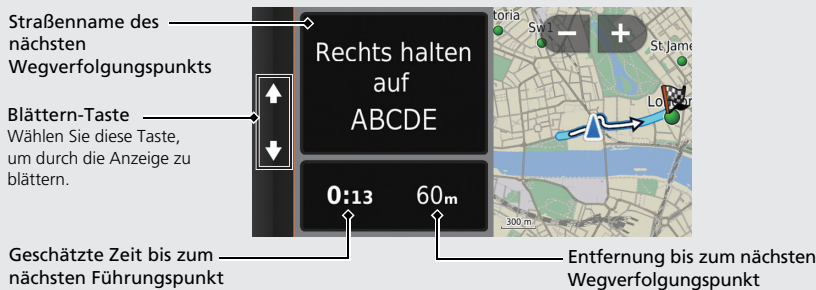 Straßenname des
nächsten
Wegverfolgungspunkts
Blättern-Taste
Wählen Sie diese Taste,
um durch die Anzeige zu
blättern.
Rechts halten
auf
ABCDE
0:13
60m
Sw1
St Jame
300 m
Geschätzte Zeit bis zum
nächsten Führungspunkt
Entfernung bis zum nächsten
Wegverfolgungspunkt